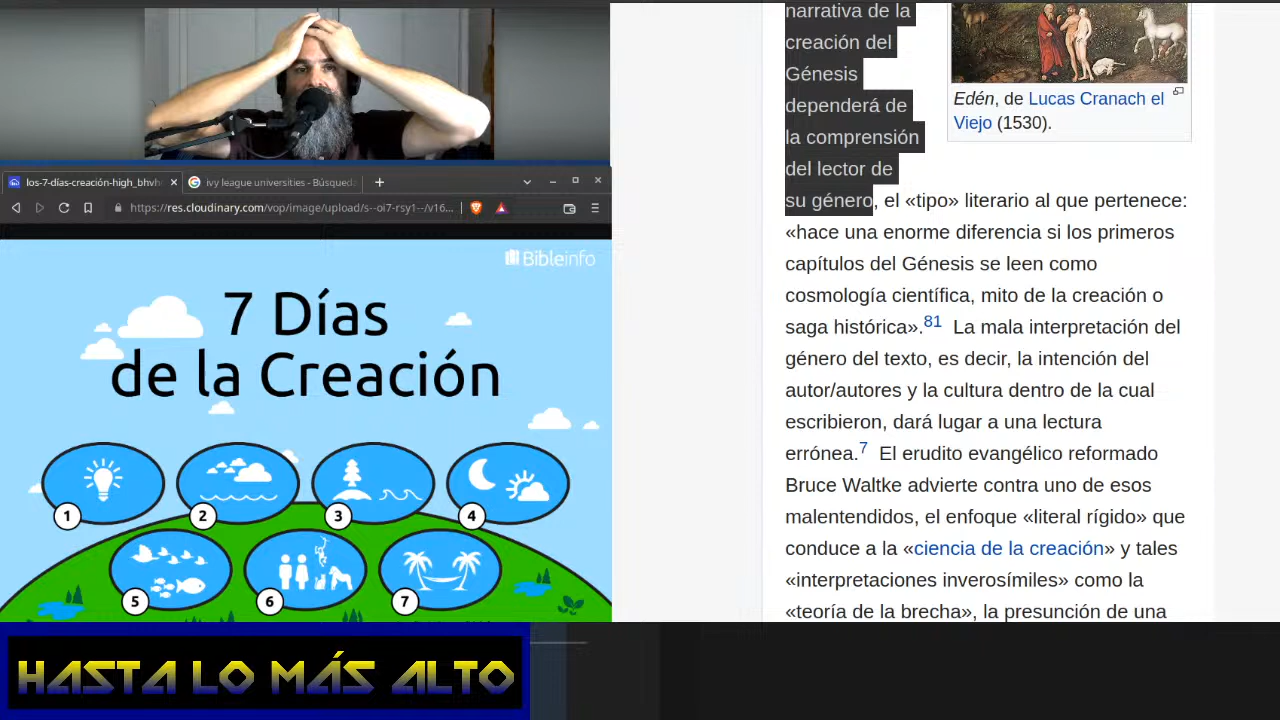 los-7-días-creación-high_bhvh
ivy league universities - Búsqued
https://res.cloudinary.com/vop/image/upload/s--oi7-rsy1--/v16...
Bibleinfo
7 Días
de la Creación
1
2
3
4
5
6
7
HASTA LO MÁS ALTO
narrativa de la
creación del
Génesis
dependerá de
la comprensión
del lector de
su género, el «tipo» literario al que pertenece:
«hace una enorme diferencia si los primeros
capítulos del Génesis se leen como
cosmología científica, mito de la creación o
saga histórica».81 La mala interpretación del
género del texto, es decir, la intención del
autor/autores y la cultura dentro de la cual
escribieron, dará lugar a una lectura
errónea.7 El erudito evangélico reformado
Bruce Waltke advierte contra uno de esos
malentendidos, el enfoque «literal rígido» que
conduce a la «ciencia de la creación» y tales
«interpretaciones inverosímiles» como la
«teoría de la brecha», la presunción de una
Edén, de Lucas Cranach el
Viejo (1530).